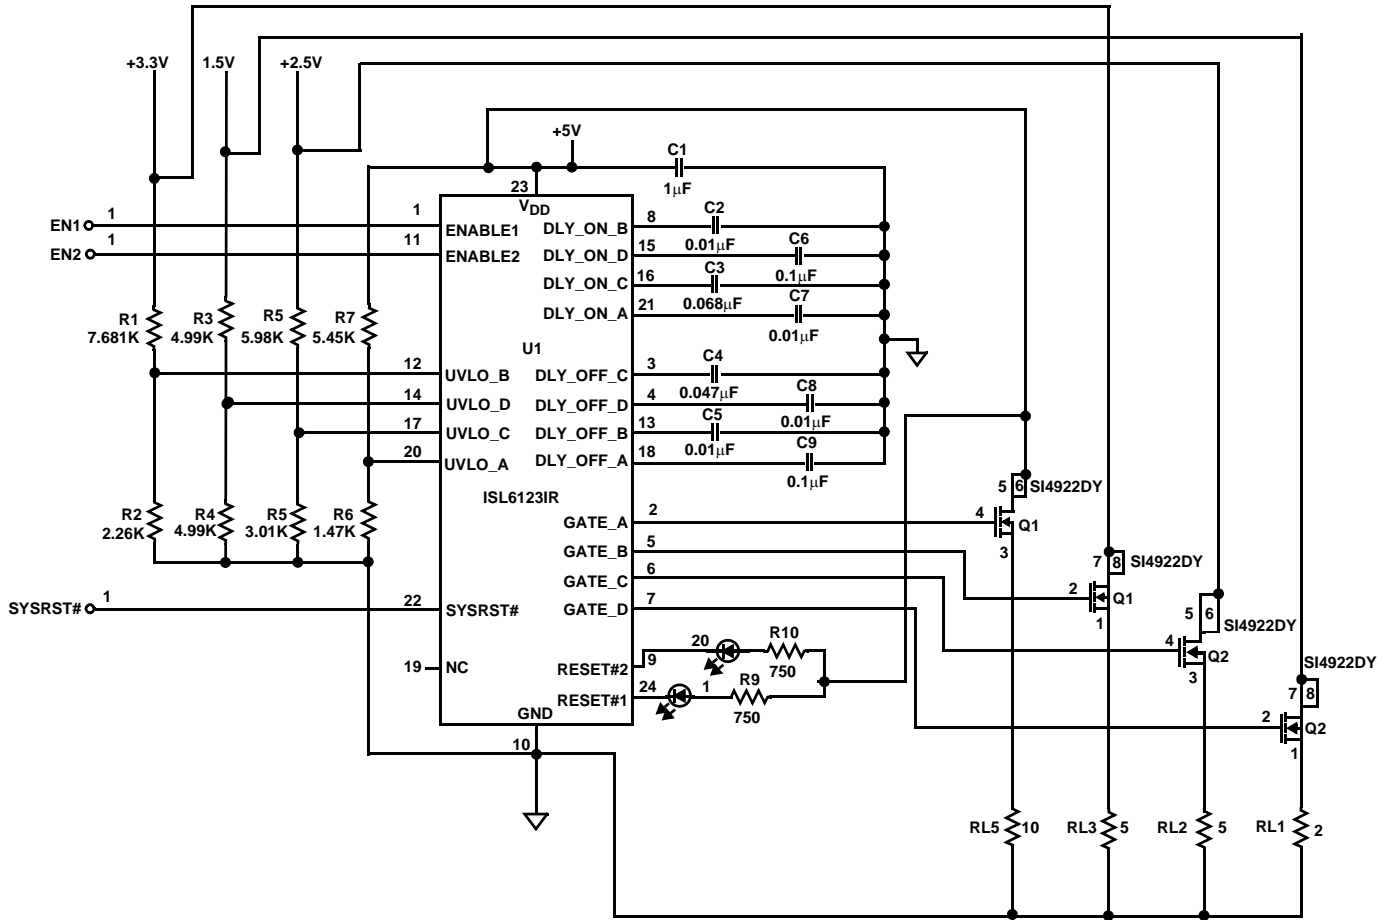 +3.3V
1.5V
+2.5V
+5V
C1
1µF
23
VDD
EN1
1
1
ENABLE1
EN2
1
11
ENABLE2
DLY_ON_B
8
C2
0.01µF
DLY_ON_D
15
C6
0.1µF
DLY_ON_C
16
C3
0.068µF
DLY_ON_A
21
C7
0.01µF
R1
7.681K
R3
4.99K
R5
5.98K
R7
5.45K
U1
12
UVLO_B
14
UVLO_D
17
UVLO_C
20
UVLO_A
DLY_OFF_C
3
C4
0.047µF
DLY_OFF_D
4
C8
0.01µF
DLY_OFF_B
13
C5
0.01µF
DLY_OFF_A
18
C9
0.1µF
ISL6123IR
R2
2.26K
R4
4.99K
R5
3.01K
R6
1.47K
GATE_A
2
GATE_B
5
GATE_C
6
GATE_D
7
SYSRST#
1
22
SYSRST#
19
NC
RESET#2
9
20
R10
750
RESET#1
24
1
R9
750
GND
10
5
6
SI4922DY
4
Q1
3
7
8
SI4922DY
2
Q1
1
5
6
SI4922DY
4
Q2
3
SI4922DY
7
8
2
Q2
1
RL5
10
RL3
5
RL2
5
RL1
2